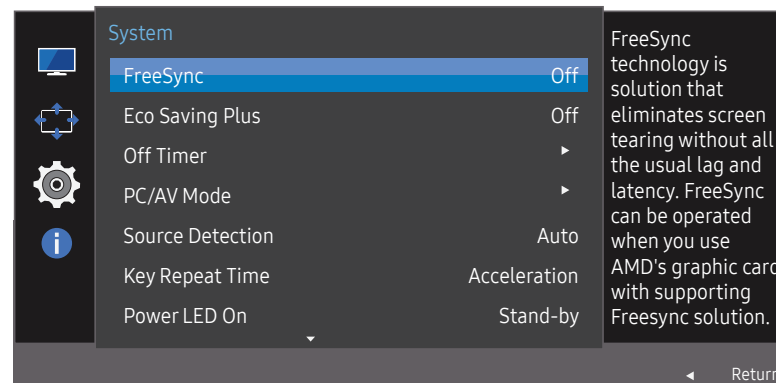 System
FreeSync Off
Eco Saving Plus Off
Off Timer
PC/AV Mode
Source Detection Auto
Key Repeat Time Acceleration
Power LED On Stand-by
FreeSync
technology is
solution that
eliminates screen
tearing without all
the usual lag and
latency. FreeSync
can be operated
when you use
AMD's graphic card
with supporting
Freesync solution.
Return